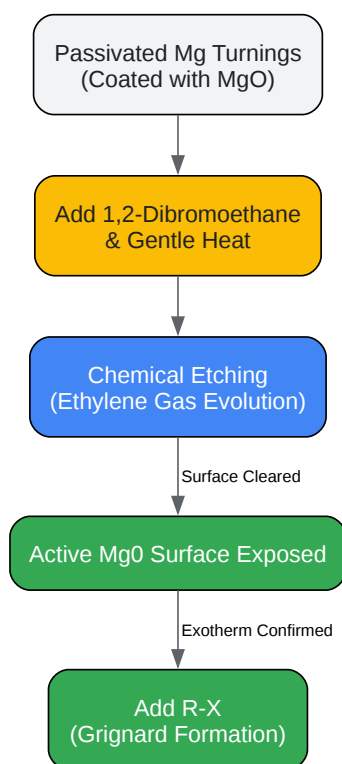 Passivated Mg Turnings
(Coated with MgO)
Add 1,2-Dibromoethane
& Gentle Heat
Chemical Etching
(Ethylene Gas Evolution)
Surface Cleared
Active Mg0 Surface Exposed
Exotherm Confirmed
Add R-X
(Grignard Formation)